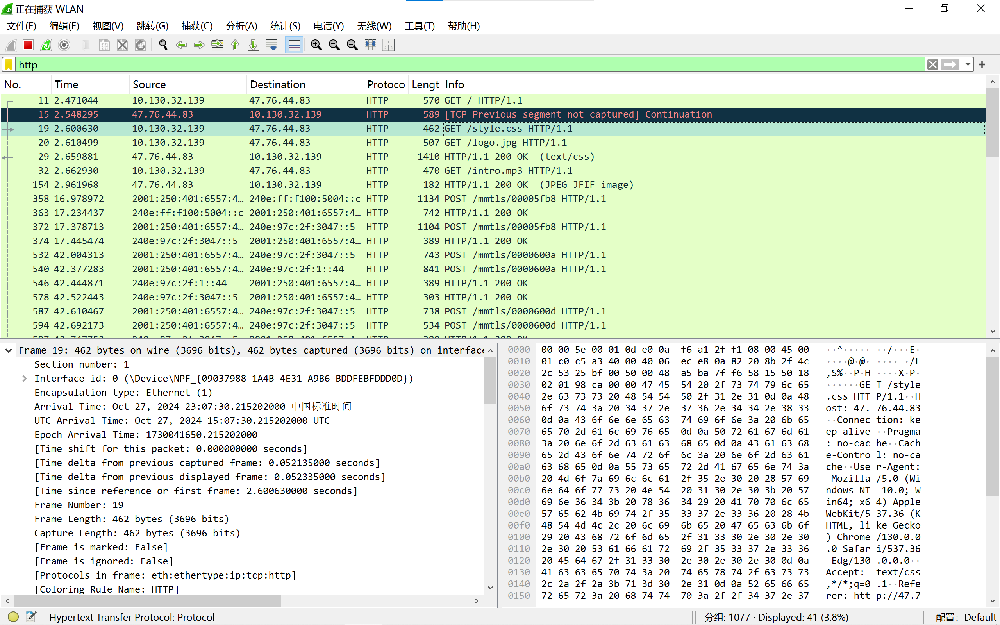 正在捕获 WLAN
文件(F) 编辑(E) 视图(V) 跳转(G) 捕获(C) 分析(A) 统计(S) 电话(Y) 无线(W) 工具(T) 帮助(H)
http
No. Time Source Destination Protoco Lengt Info
11 2.471044 10.130.32.139 47.76.44.83 HTTP 570 GET / HTTP/1.1
15 2.548295 47.76.44.83 10.130.32.139 HTTP 589 [TCP Previous segment not captured] Continuation
19 2.600630 10.130.32.139 47.76.44.83 HTTP 462 GET /style.css HTTP/1.1
20 2.610499 10.130.32.139 47.76.44.83 HTTP 507 GET /logo.jpg HTTP/1.1
29 2.659881 47.76.44.83 10.130.32.139 HTTP 1410 HTTP/1.1 200 OK  (text/css)
32 2.662930 10.130.32.139 47.76.44.83 HTTP 470 GET /intro.mp3 HTTP/1.1
154 2.961968 47.76.44.83 10.130.32.139 HTTP 182 HTTP/1.1 200 OK  (JPEG JFIF image)
358 16.978972 2001:250:401:6557:4… 240e:ff:f100:5004::c HTTP 1134 POST /mmtls/00005fb8 HTTP/1.1
363 17.234437 240e:ff:f100:5004::c 2001:250:401:6557:4… HTTP 742 HTTP/1.1 200 OK
372 17.378713 2001:250:401:6557:4… 240e:97c:2f:3047::5 HTTP 1104 POST /mmtls/00005fb8 HTTP/1.1
374 17.445474 240e:97c:2f:3047::5 2001:250:401:6557:4… HTTP 389 HTTP/1.1 200 OK
532 42.004313 2001:250:401:6557:4… 240e:97c:2f:3047::5 HTTP 743 POST /mmtls/0000600a HTTP/1.1
540 42.377283 2001:250:401:6557:4… 240e:97c:2f:1::44 HTTP 841 POST /mmtls/0000600a HTTP/1.1
546 42.444871 240e:97c:2f:1::44 2001:250:401:6557:4… HTTP 389 HTTP/1.1 200 OK
578 42.522443 240e:97c:2f:3047::5 2001:250:401:6557:4… HTTP 303 HTTP/1.1 200 OK
587 42.610467 2001:250:401:6557:4… 240e:97c:2f:3047::5 HTTP 738 POST /mmtls/0000600d HTTP/1.1
594 42.692173 2001:250:401:6557:4… 240e:97c:2f:3047::5 HTTP 534 POST /mmtls/0000600d HTTP/1.1
Frame 19: 462 bytes on wire (3696 bits), 462 bytes captured (3696 bits) on interface
Section number: 1
Interface id: 0 (\Device\NPF_{09037988-1A4B-4E31-A9B6-BDDFEBFDDD0D})
Encapsulation type: Ethernet (1)
Arrival Time: Oct 27, 2024 23:07:30.215202000 中国标准时间
UTC Arrival Time: Oct 27, 2024 15:07:30.215202000 UTC
Epoch Arrival Time: 1730041650.215202000
[Time shift for this packet: 0.000000000 seconds]
[Time delta from previous captured frame: 0.052135000 seconds]
[Time delta from previous displayed frame: 0.052335000 seconds]
[Time since reference or first frame: 2.600630000 seconds]
Frame Number: 19
Frame Length: 462 bytes (3696 bits)
Capture Length: 462 bytes (3696 bits)
[Frame is marked: False]
[Frame is ignored: False]
[Protocols in frame: eth:ethertype:ip:tcp:http]
[Coloring Rule Name: HTTP]
0000 00 00 5e 00 01 0d e0 0a f6 a1 2f f1 08 00 45 00 ··^····· ··/···E·
0010 01 c0 c5 a3 40 00 40 06 ec e8 0a 82 20 8b 2f 4c ····@·@· ···· ·/L
0020 2c 53 25 bf 00 50 00 48 a5 ba 7f f6 58 15 50 18 ,S%··P·H ····X·P·
0030 02 01 98 ca 00 00 47 45 54 20 2f 73 74 79 6c 65 ······GE T /style
0040 2e 63 73 73 20 48 54 54 50 2f 31 2e 31 0d 0a 48 .css HTT P/1.1··H
0050 6f 73 74 3a 20 34 37 2e 37 36 2e 34 34 2e 38 33 ost: 47. 76.44.83
0060 0d 0a 43 6f 6e 6e 65 63 74 69 6f 6e 3a 20 6b 65 ··Connec tion: ke
0070 65 70 2d 61 6c 69 76 65 0d 0a 50 72 61 67 6d 61 ep-alive ··Pragma
0080 3a 20 6e 6f 2d 63 61 63 68 65 0d 0a 43 61 63 68 : no-cac he··Cach
0090 65 2d 43 6f 6e 74 72 6f 6c 3a 20 6e 6f 2d 63 61 e-Contro l: no-ca
00a0 63 68 65 0d 0a 55 73 65 72 2d 41 67 65 6e 74 3a che··Use r-Agent:
00b0 20 4d 6f 7a 69 6c 6c 61 2f 35 2e 30 20 28 57 69 Mozilla /5.0 (Wi
00c0 6e 64 6f 77 73 20 4e 54 20 31 30 2e 30 3b 20 57 ndows NT 10.0; W
00d0 69 6e 36 34 3b 20 78 36 34 29 20 41 70 70 6c 65 in64; x6 4) Apple
00e0 57 65 62 4b 69 74 2f 35 33 37 2e 33 36 20 28 4b WebKit/5 37.36 (K
00f0 48 54 4d 4c 2c 20 6c 69 6b 65 20 47 65 63 6b 6f HTML, li ke Gecko
0100 29 20 43 68 72 6f 6d 65 2f 31 33 30 2e 30 2e 30 ) Chrome /130.0.0
0110 2e 30 20 53 61 66 61 72 69 2f 35 33 37 2e 33 36 .0 Safar i/537.36
0120 20 45 64 67 2f 31 33 30 2e 30 2e 30 2e 30 0d 0a Edg/130 .0.0.0··
0130 41 63 63 65 70 74 3a 20 74 65 78 74 2f 63 73 73 Accept: text/css
0140 2c 2a 2f 2a 3b 71 3d 30 2e 31 0d 0a 52 65 66 65 ,*/*;q=0 .1··Refe
0150 72 65 72 3a 20 68 74 74 70 3a 2f 2f 34 37 2e 37 rer: htt p://47.7
Hypertext Transfer Protocol: Protocol 分组: 1077 · Displayed: 41 (3.8%) 配置: Default